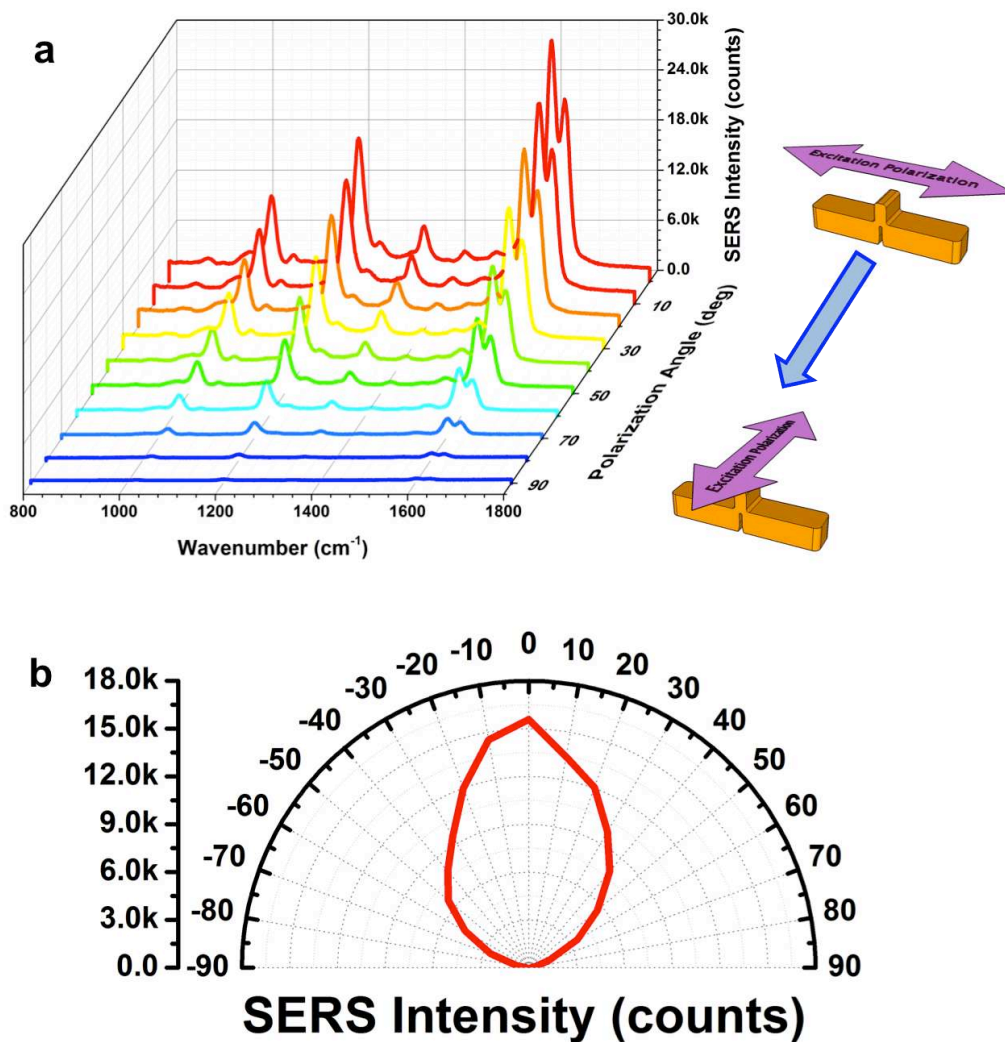 a
30.0k
24.0k
18.0k
12.0k
6.0k
0.0
SERS Intensity (counts)
10
30
50
70
90
Polarization Angle (deg)
800 1000 1200 1400 1600 1800
Wavenumber (cm⁻¹)
Excitation Polarization
Excitation Polarization
b
18.0k
15.0k
12.0k
9.0k
6.0k
3.0k
0.0
-90
-80
-70
-60
-50
-40
-30
-20
-10
0
10
20
30
40
50
60
70
80
90
SERS Intensity (counts)